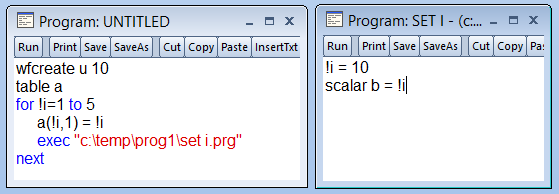 Program: UNTITLED
Run Print Save SaveAs Cut Copy Paste InsertTxt
wfcreate u 10
table a
for !i=1 to 5
a(!i,1) = !i
exec "c:\temp\prog1\set i.prg"
next
Program: SET I - (c:...
Run Print Save SaveAs Cut Copy Paste
!i = 10
scalar b = !i